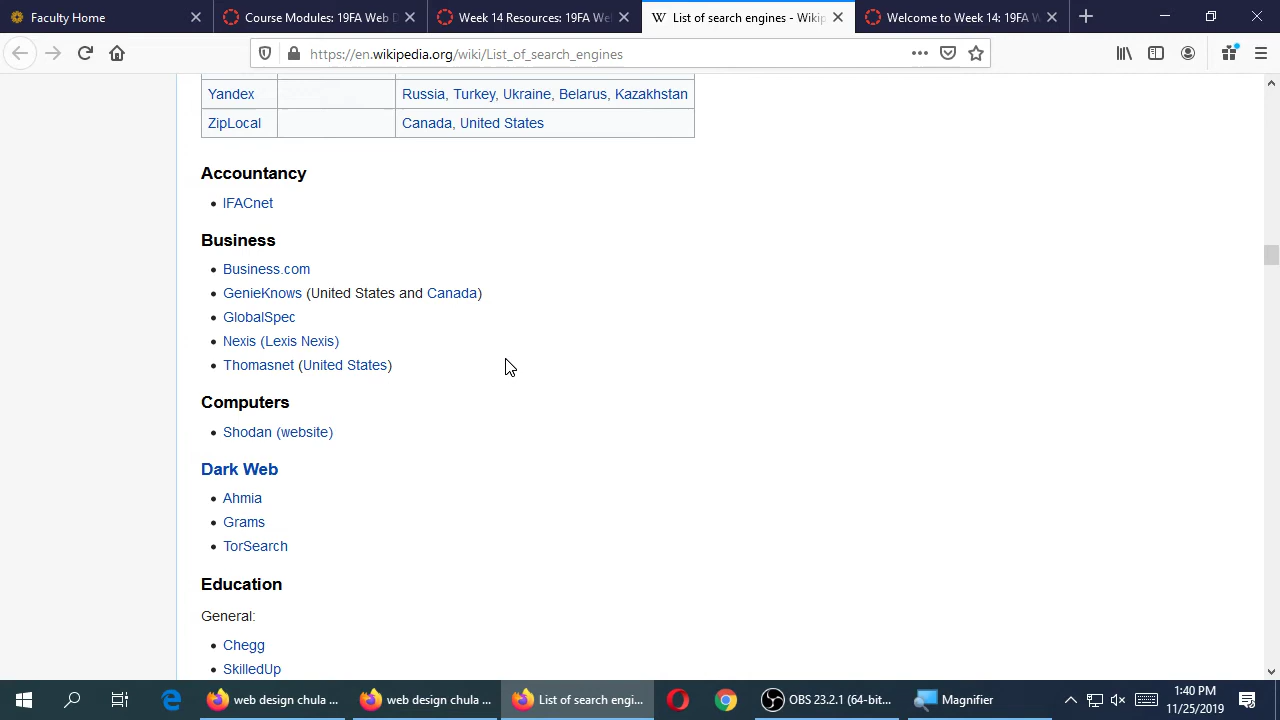 Faculty Home
Course Modules: 19FA Web D
Week 14 Resources: 19FA We
List of search engines - Wikip
Welcome to Week 14: 19FA W
https://en.wikipedia.org/wiki/List_of_search_engines
Yandex Russia, Turkey, Ukraine, Belarus, Kazakhstan
ZipLocal Canada, United States
Accountancy
IFACnet
Business
Business.com
GenieKnows (United States and Canada)
GlobalSpec
Nexis (Lexis Nexis)
Thomasnet (United States)
Computers
Shodan (website)
Dark Web
Ahmia
Grams
TorSearch
Education
General:
Chegg
SkilledUp
web design chula ...
web design chula ...
List of search engi...
OBS 23.2.1 (64-bit...
Magnifier
1:40 PM
11/25/2019